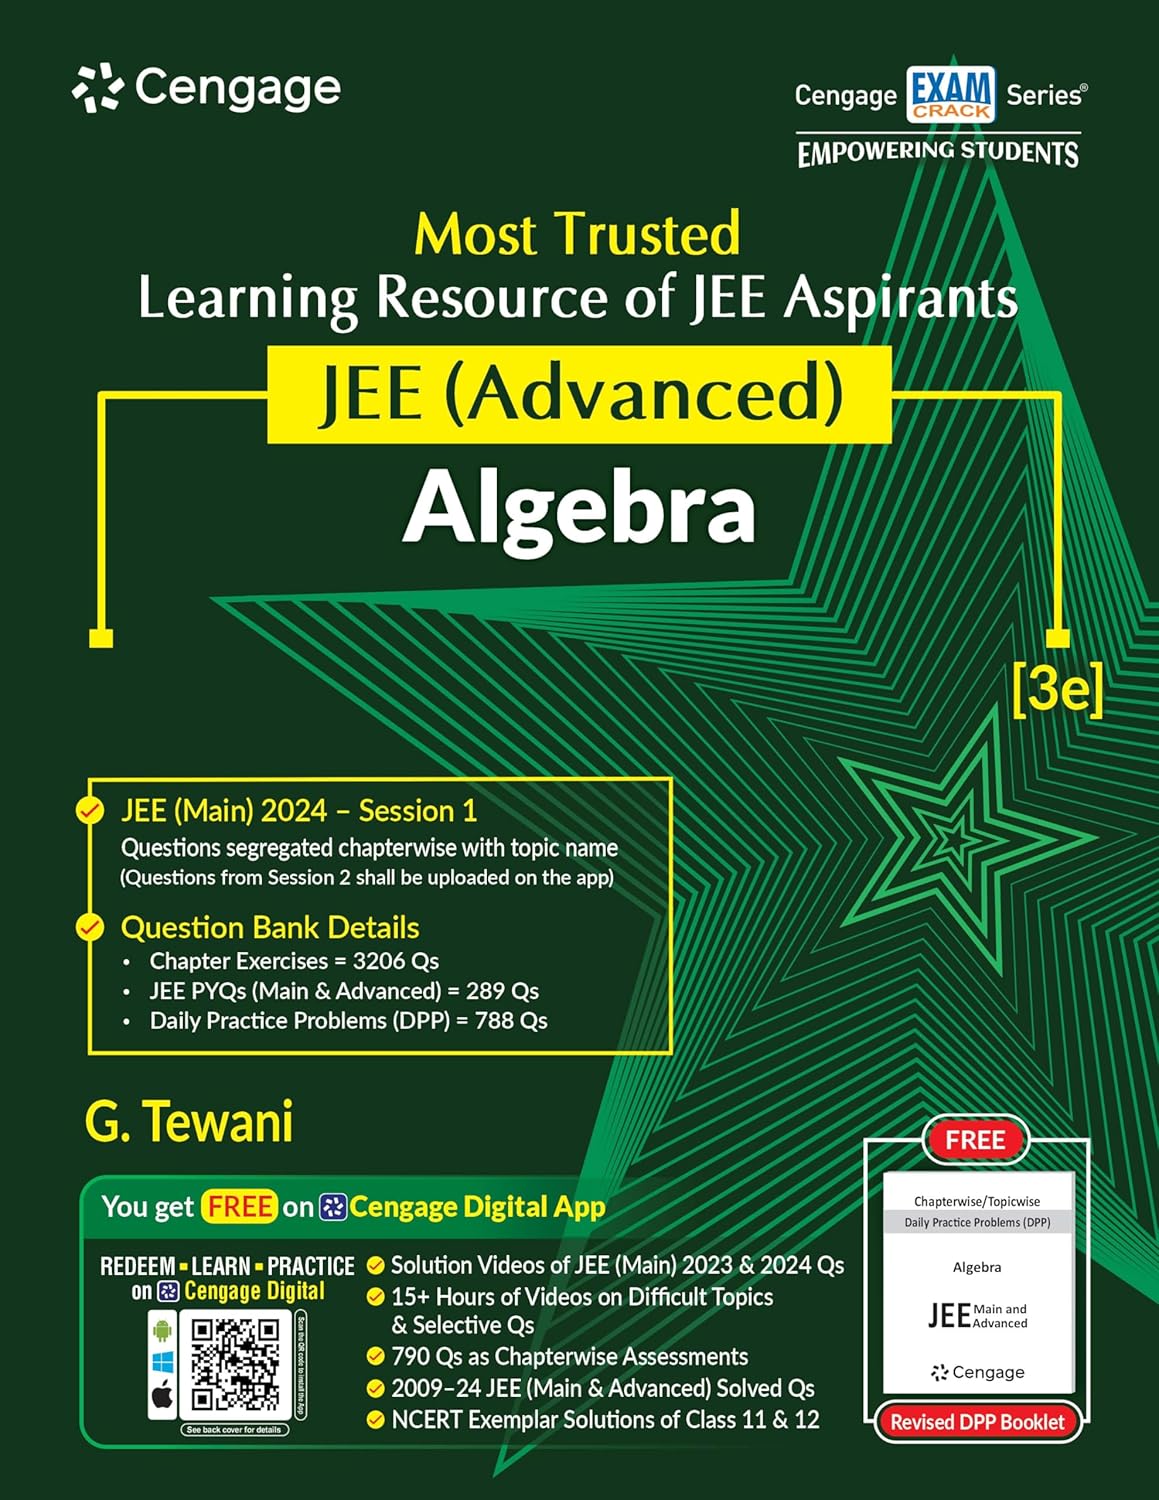 Cengage
Cengage EXAM CRACK Series®
EMPOWERING STUDENTS
Most Trusted
Learning Resource of JEE Aspirants
JEE (Advanced)
Algebra
[3e]
JEE (Main) 2024 – Session 1
Questions segregated chapterwise with topic name
(Questions from Session 2 shall be uploaded on the app)
Question Bank Details
• Chapter Exercises = 3206 Qs
• JEE PYQs (Main & Advanced) = 289 Qs
• Daily Practice Problems (DPP) = 788 Qs
G. Tewani
You get FREE on Cengage Digital App
REDEEM - LEARN - PRACTICE
on Cengage Digital
Scan the QR code to install the App
See back cover for details
Solution Videos of JEE (Main) 2023 & 2024 Qs
15+ Hours of Videos on Difficult Topics
& Selective Qs
790 Qs as Chapterwise Assessments
2009–24 JEE (Main & Advanced) Solved Qs
NCERT Exemplar Solutions of Class 11 & 12
FREE
Chapterwise/Topicwise
Daily Practice Problems (DPP)
Algebra
JEE Main and
Advanced
Cengage
Revised DPP Booklet